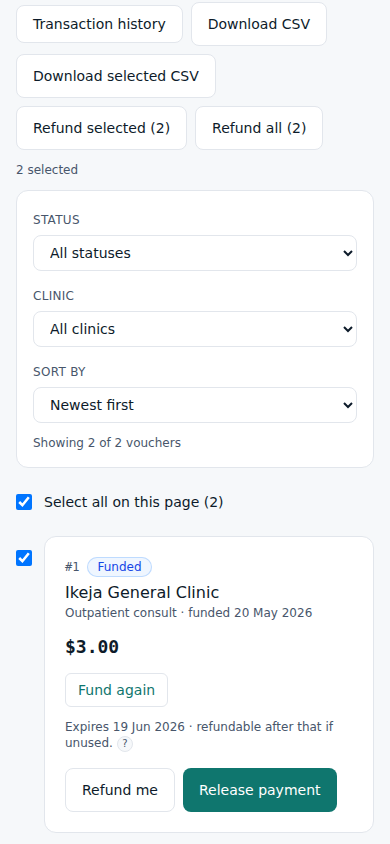 Transaction history
Download CSV
Download selected CSV
Refund selected (2)
Refund all (2)
2 selected
STATUS
All statuses
CLINIC
All clinics
SORT BY
Newest first
Showing 2 of 2 vouchers
Select all on this page (2)
#1 Funded
Ikeja General Clinic
Outpatient consult · funded 20 May 2026
$3.00
Fund again
Expires 19 Jun 2026 · refundable after that if
unused. ?
Refund me
Release payment